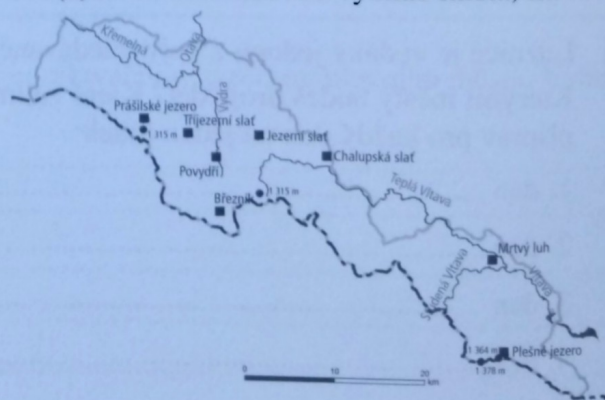 Křemelná
Otava
Vydra
Prášilské jezero
1 315 m
Tříjezerní slať
Jezerní slať
Povydří
Chalupská slať
Březník
1 315 m
Teplá Vltava
Mrtvý luh
Studená Vltava
Vltava
1 364 m
Plešné jezero
1 378 m
0
10
20
km